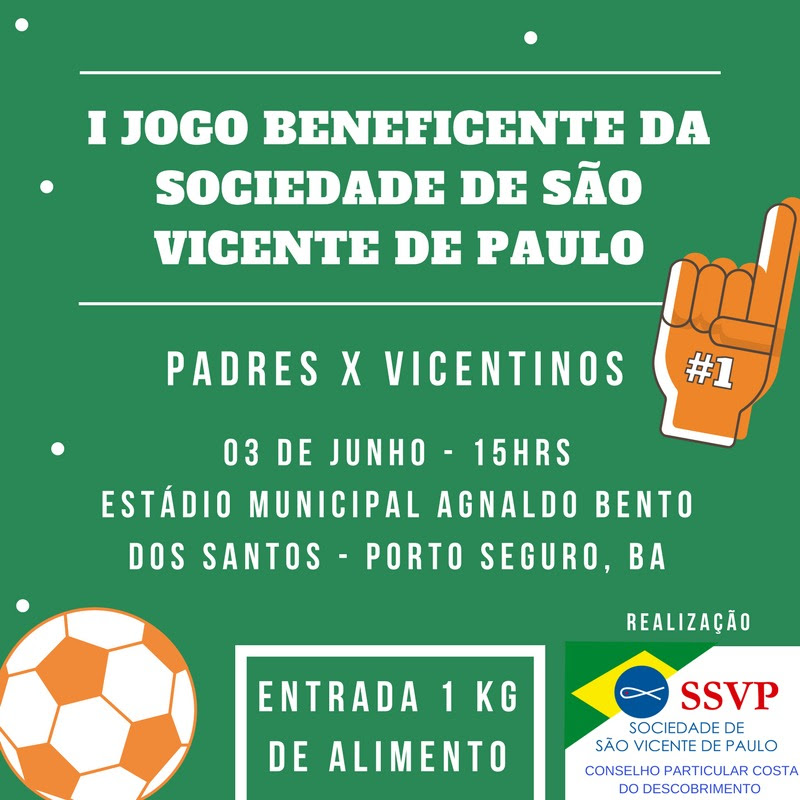 I JOGO BENEFICENTE DA
SOCIEDADE DE SÃO
VICENTE DE PAULO
PADRES X VICENTINOS
#1
03 DE JUNHO - 15HRS
ESTÁDIO MUNICIPAL AGNALDO BENTO
DOS SANTOS - PORTO SEGURO, BA
REALIZAÇÃO
ENTRADA 1 KG
DE ALIMENTO
SSVP
SOCIEDADE DE
SÃO VICENTE DE PAULO
CONSELHO PARTICULAR COSTA
DO DESCOBRIMENTO